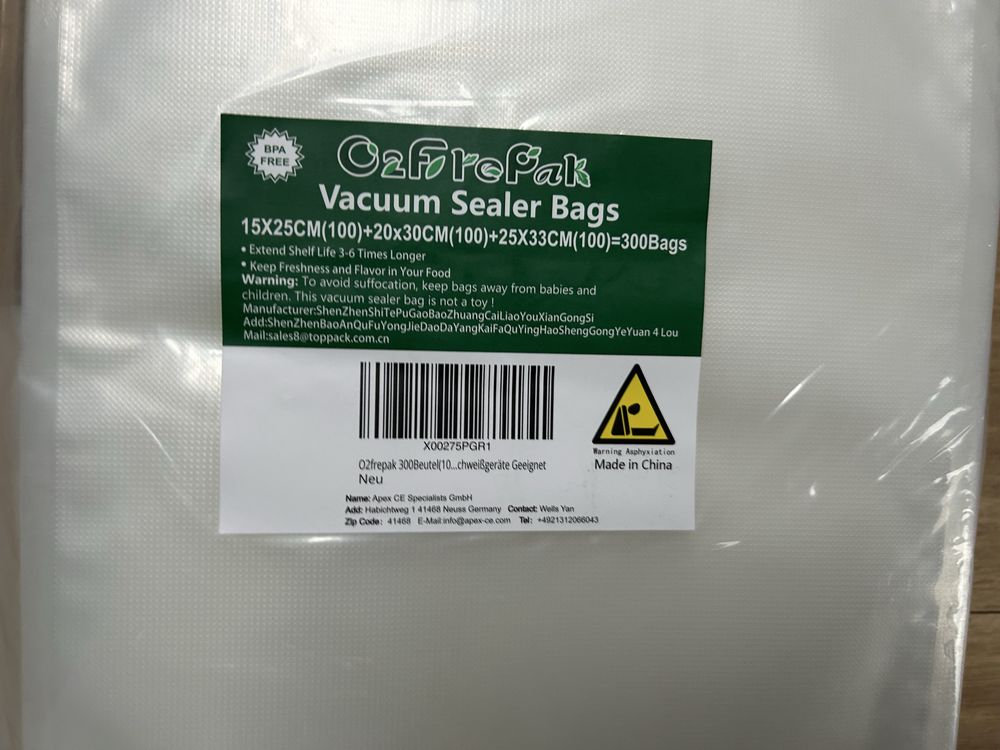 BPA
FREE
O2FrePak
Vacuum Sealer Bags
15X25CM(100)+20x30CM(100)+25X33CM(100)=300Bags
• Extend Shelf Life 3-6 Times Longer
• Keep Freshness and Flavor in Your Food
Warning: To avoid suffocation, keep bags away from babies and
children. This vacuum sealer bag is not a toy !
Manufacturer:ShenZhenShiTePuGaoBaoZhuangCaiLiaoYouXianGongSi
Add:ShenZhenBaoAnQuFuYongJieDaoDaYangKaiFaQuYingHaoShengGongYeYuan 4 Lou
Mail:sales8@toppack.com.cn
X00275PGR1
O2frepak 300Beutel(10...chweißgeräte Geeignet
Neu
Warning Asphyxiation
Made in China
Name: Apex CE Specialists GmbH
Add: Habichtweg 1 41468 Neuss Germany Contact: Wells Yan
Zip Code: 41468 E-Mail:info@apex-ce.com Tel: +4921312066043